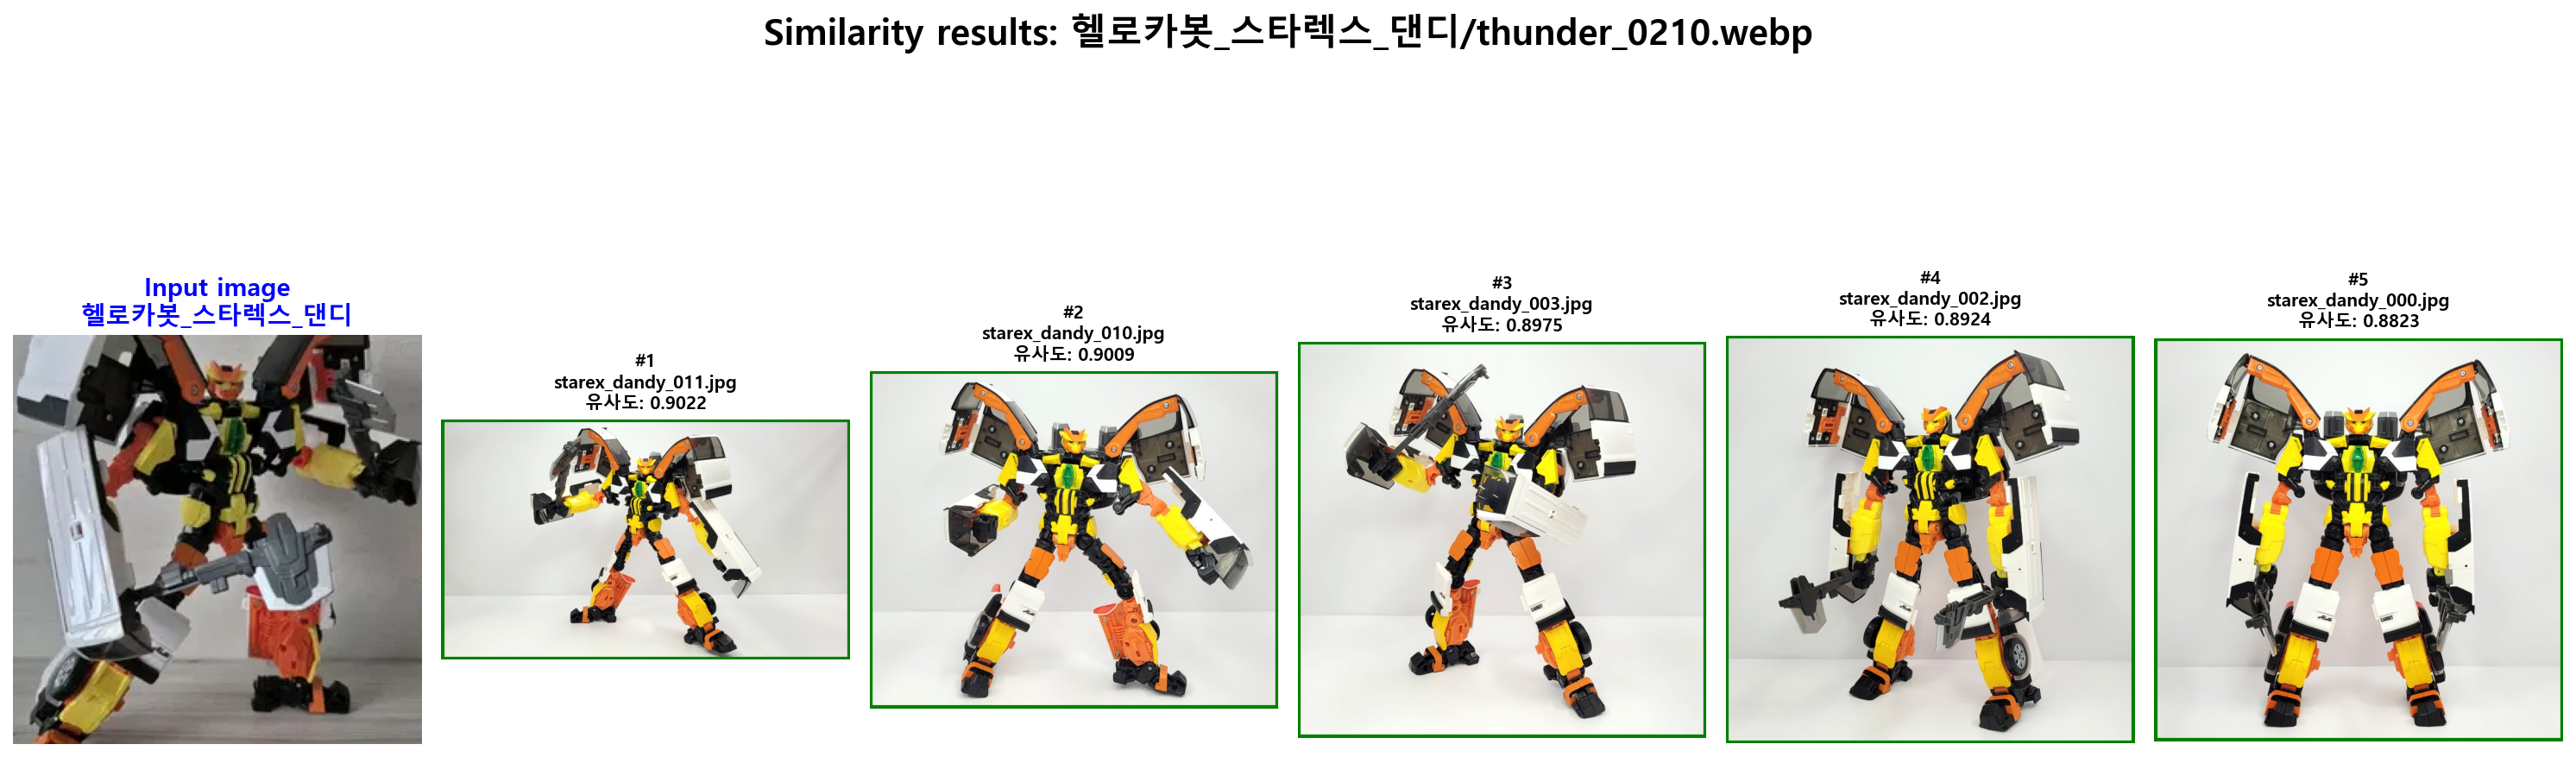 Similarity results: 헬로카봇_스타렉스_댄디/thunder_0210.webp
Input image
헬로카봇_스타렉스_댄디
#1
starex_dandy_011.jpg
유사도: 0.9022
#2
starex_dandy_010.jpg
유사도: 0.9009
#3
starex_dandy_003.jpg
유사도: 0.8975
#4
starex_dandy_002.jpg
유사도: 0.8924
#5
starex_dandy_000.jpg
유사도: 0.8823